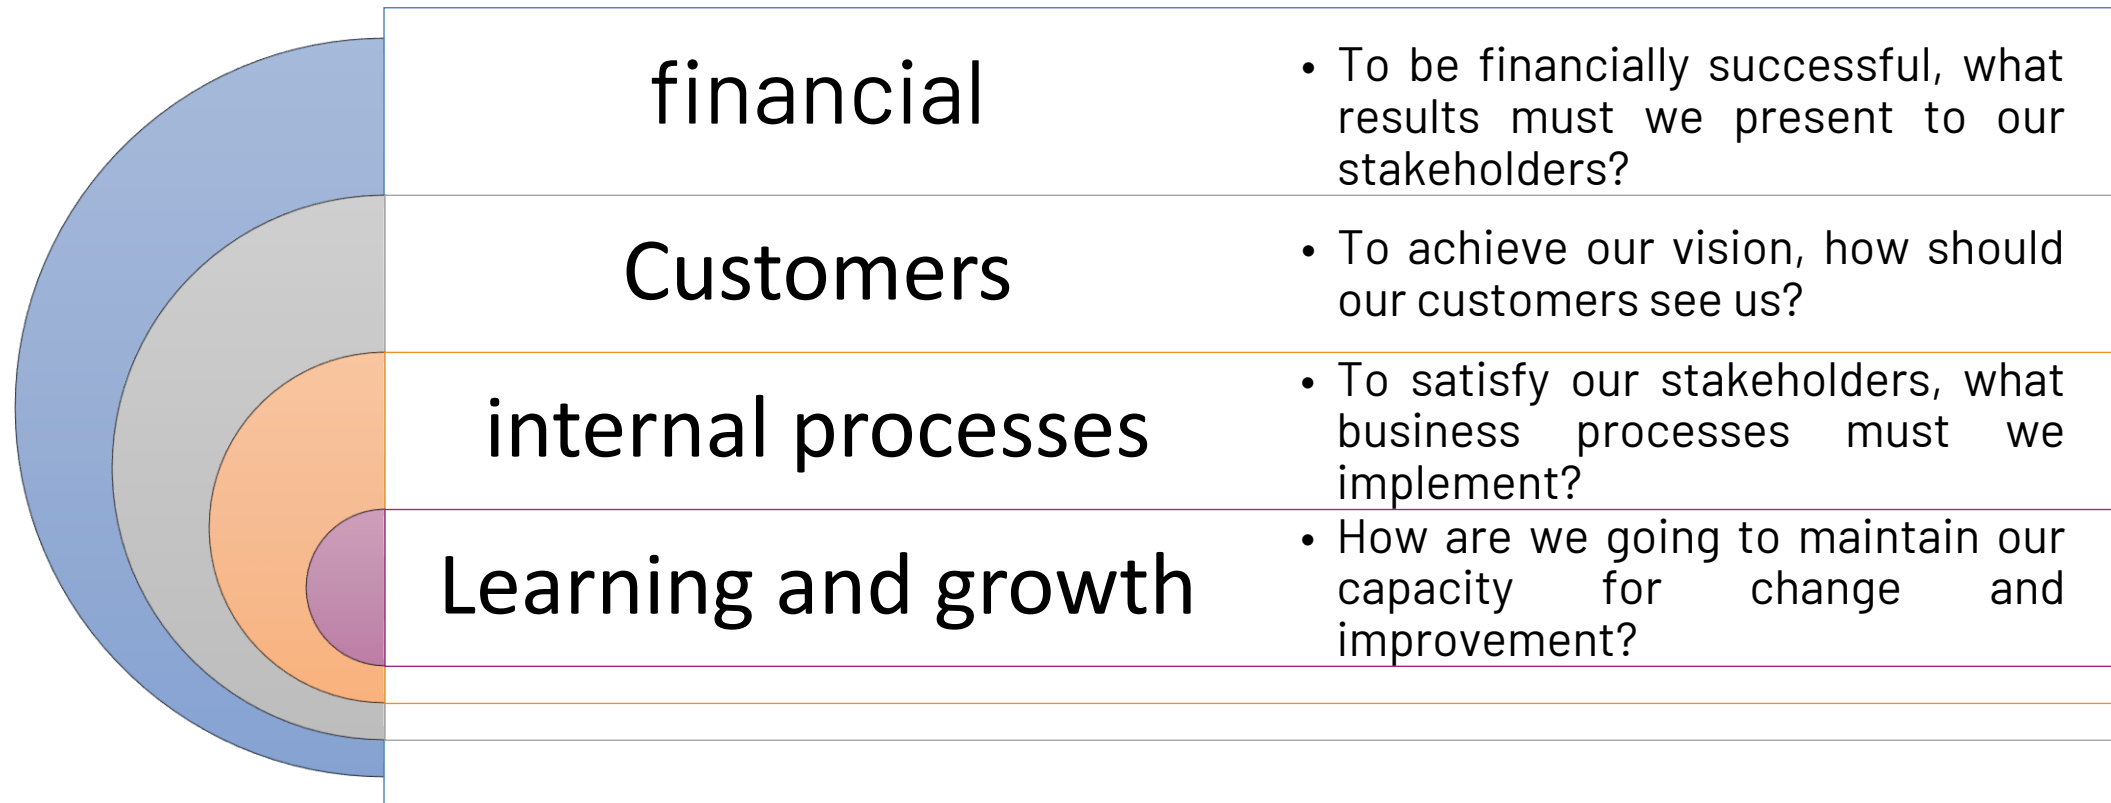 financial
• To be financially successful, what
results must we present to our
stakeholders?
Customers
• To achieve our vision, how should
our customers see us?
internal processes
• To satisfy our stakeholders, what
business processes must we
implement?
Learning and growth
• How are we going to maintain our
capacity for change and
improvement?